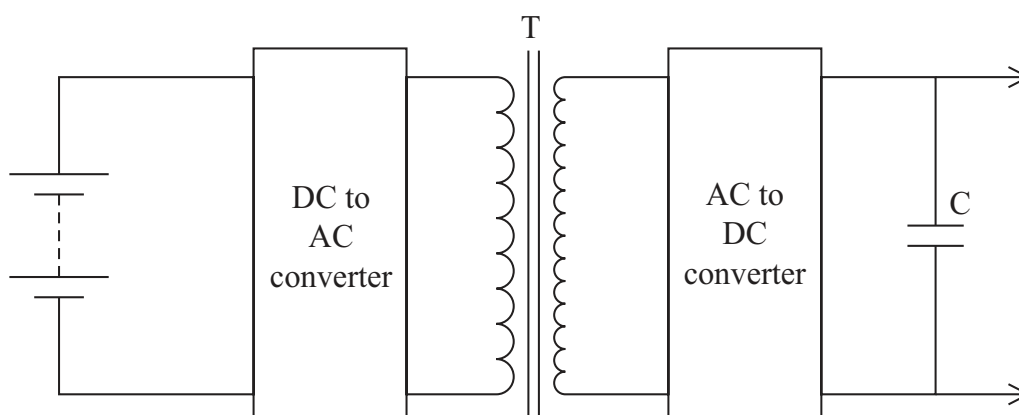 T
DC to
AC
converter
AC to
DC
converter
C